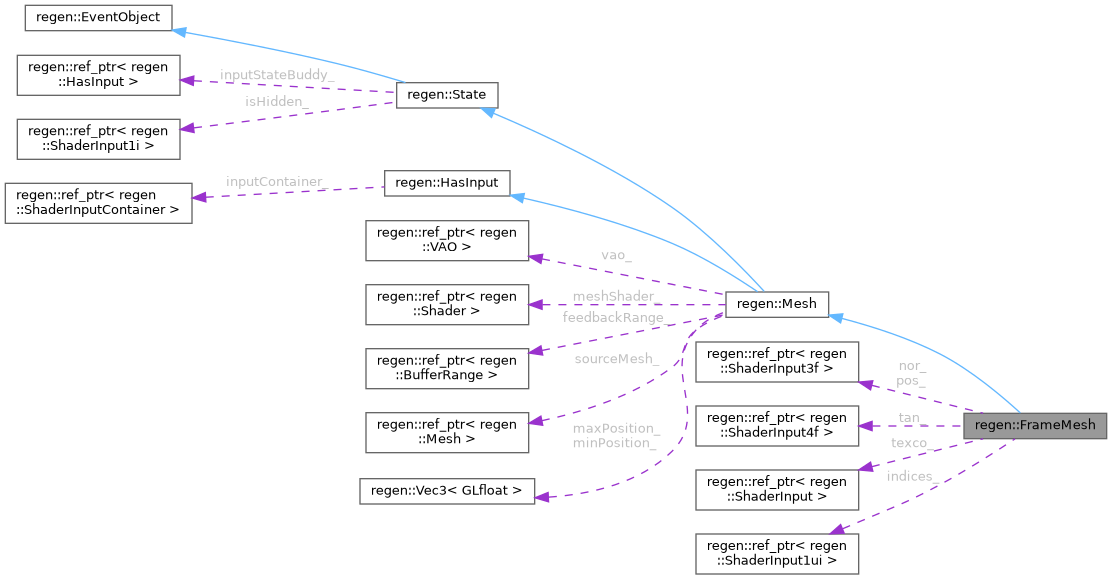 regen::EventObject
regen::ref_ptr< regen
::HasInput >
inputStateBuddy_
regen::State
isHidden_
regen::ref_ptr< regen
::ShaderInput1i >
regen::HasInput
inputContainer_
regen::ref_ptr< regen
::ShaderInputContainer >
regen::ref_ptr< regen
::VAO >
vao_
regen::ref_ptr< regen
::Shader >
meshShader_
regen::Mesh
feedbackRange_
regen::ref_ptr< regen
::BufferRange >
sourceMesh_
regen::ref_ptr< regen
::ShaderInput3f >
nor_
pos_
regen::ref_ptr< regen
::Mesh >
maxPosition_
minPosition_
regen::ref_ptr< regen
::ShaderInput4f >
tan_
regen::FrameMesh
texco_
regen::Vec3< GLfloat >
regen::ref_ptr< regen
::ShaderInput >
indices_
regen::ref_ptr< regen
::ShaderInput1ui >